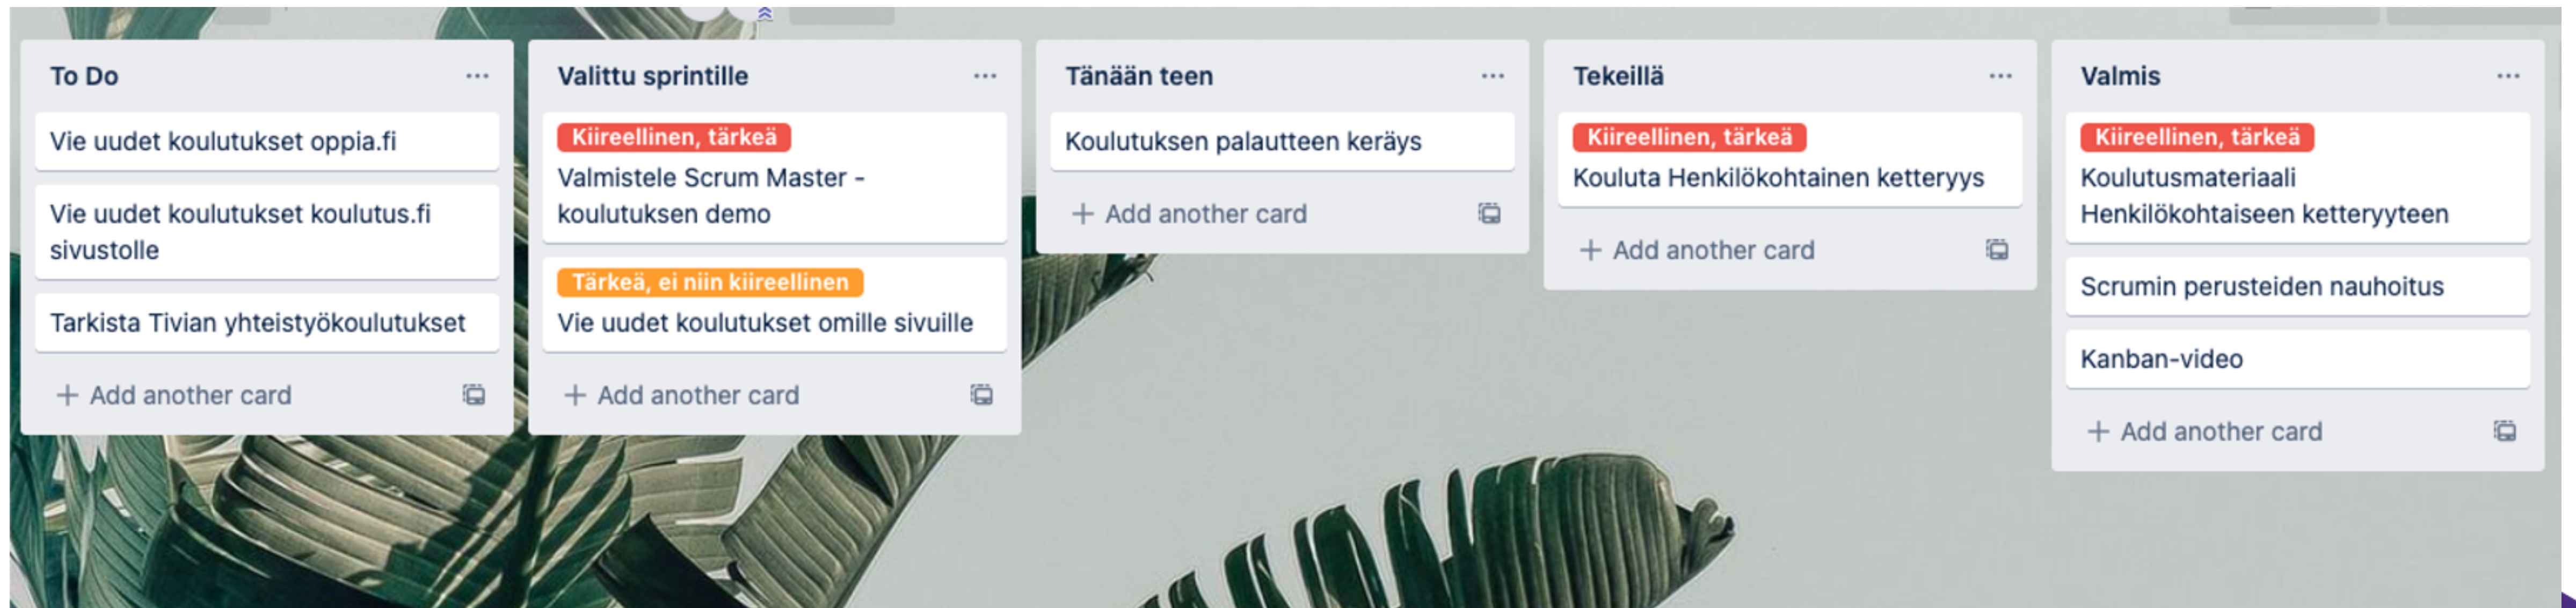 To Do
Vie uudet koulutukset oppia.fi
Vie uudet koulutukset koulutus.fi
sivustolle
Tarkista Tivian yhteistyökoulutukset
+ Add another card
Valittu sprintille
Kiireellinen, tärkeä
Valmistele Scrum Master -
koulutuksen demo
Tärkeä, ei niin kiireellinen
Vie uudet koulutukset omille sivuille
+ Add another card
Tänään teen
Koulutuksen palautteen keräys
+ Add another card
Tekeillä
Kiireellinen, tärkeä
Kouluta Henkilökohtainen ketteryys
+ Add another card
Valmis
Kiireellinen, tärkeä
Koulutusmateriaali
Henkilökohtaiseen ketteryyteen
Scrumin perusteiden nauhoitus
Kanban-video
+ Add another card